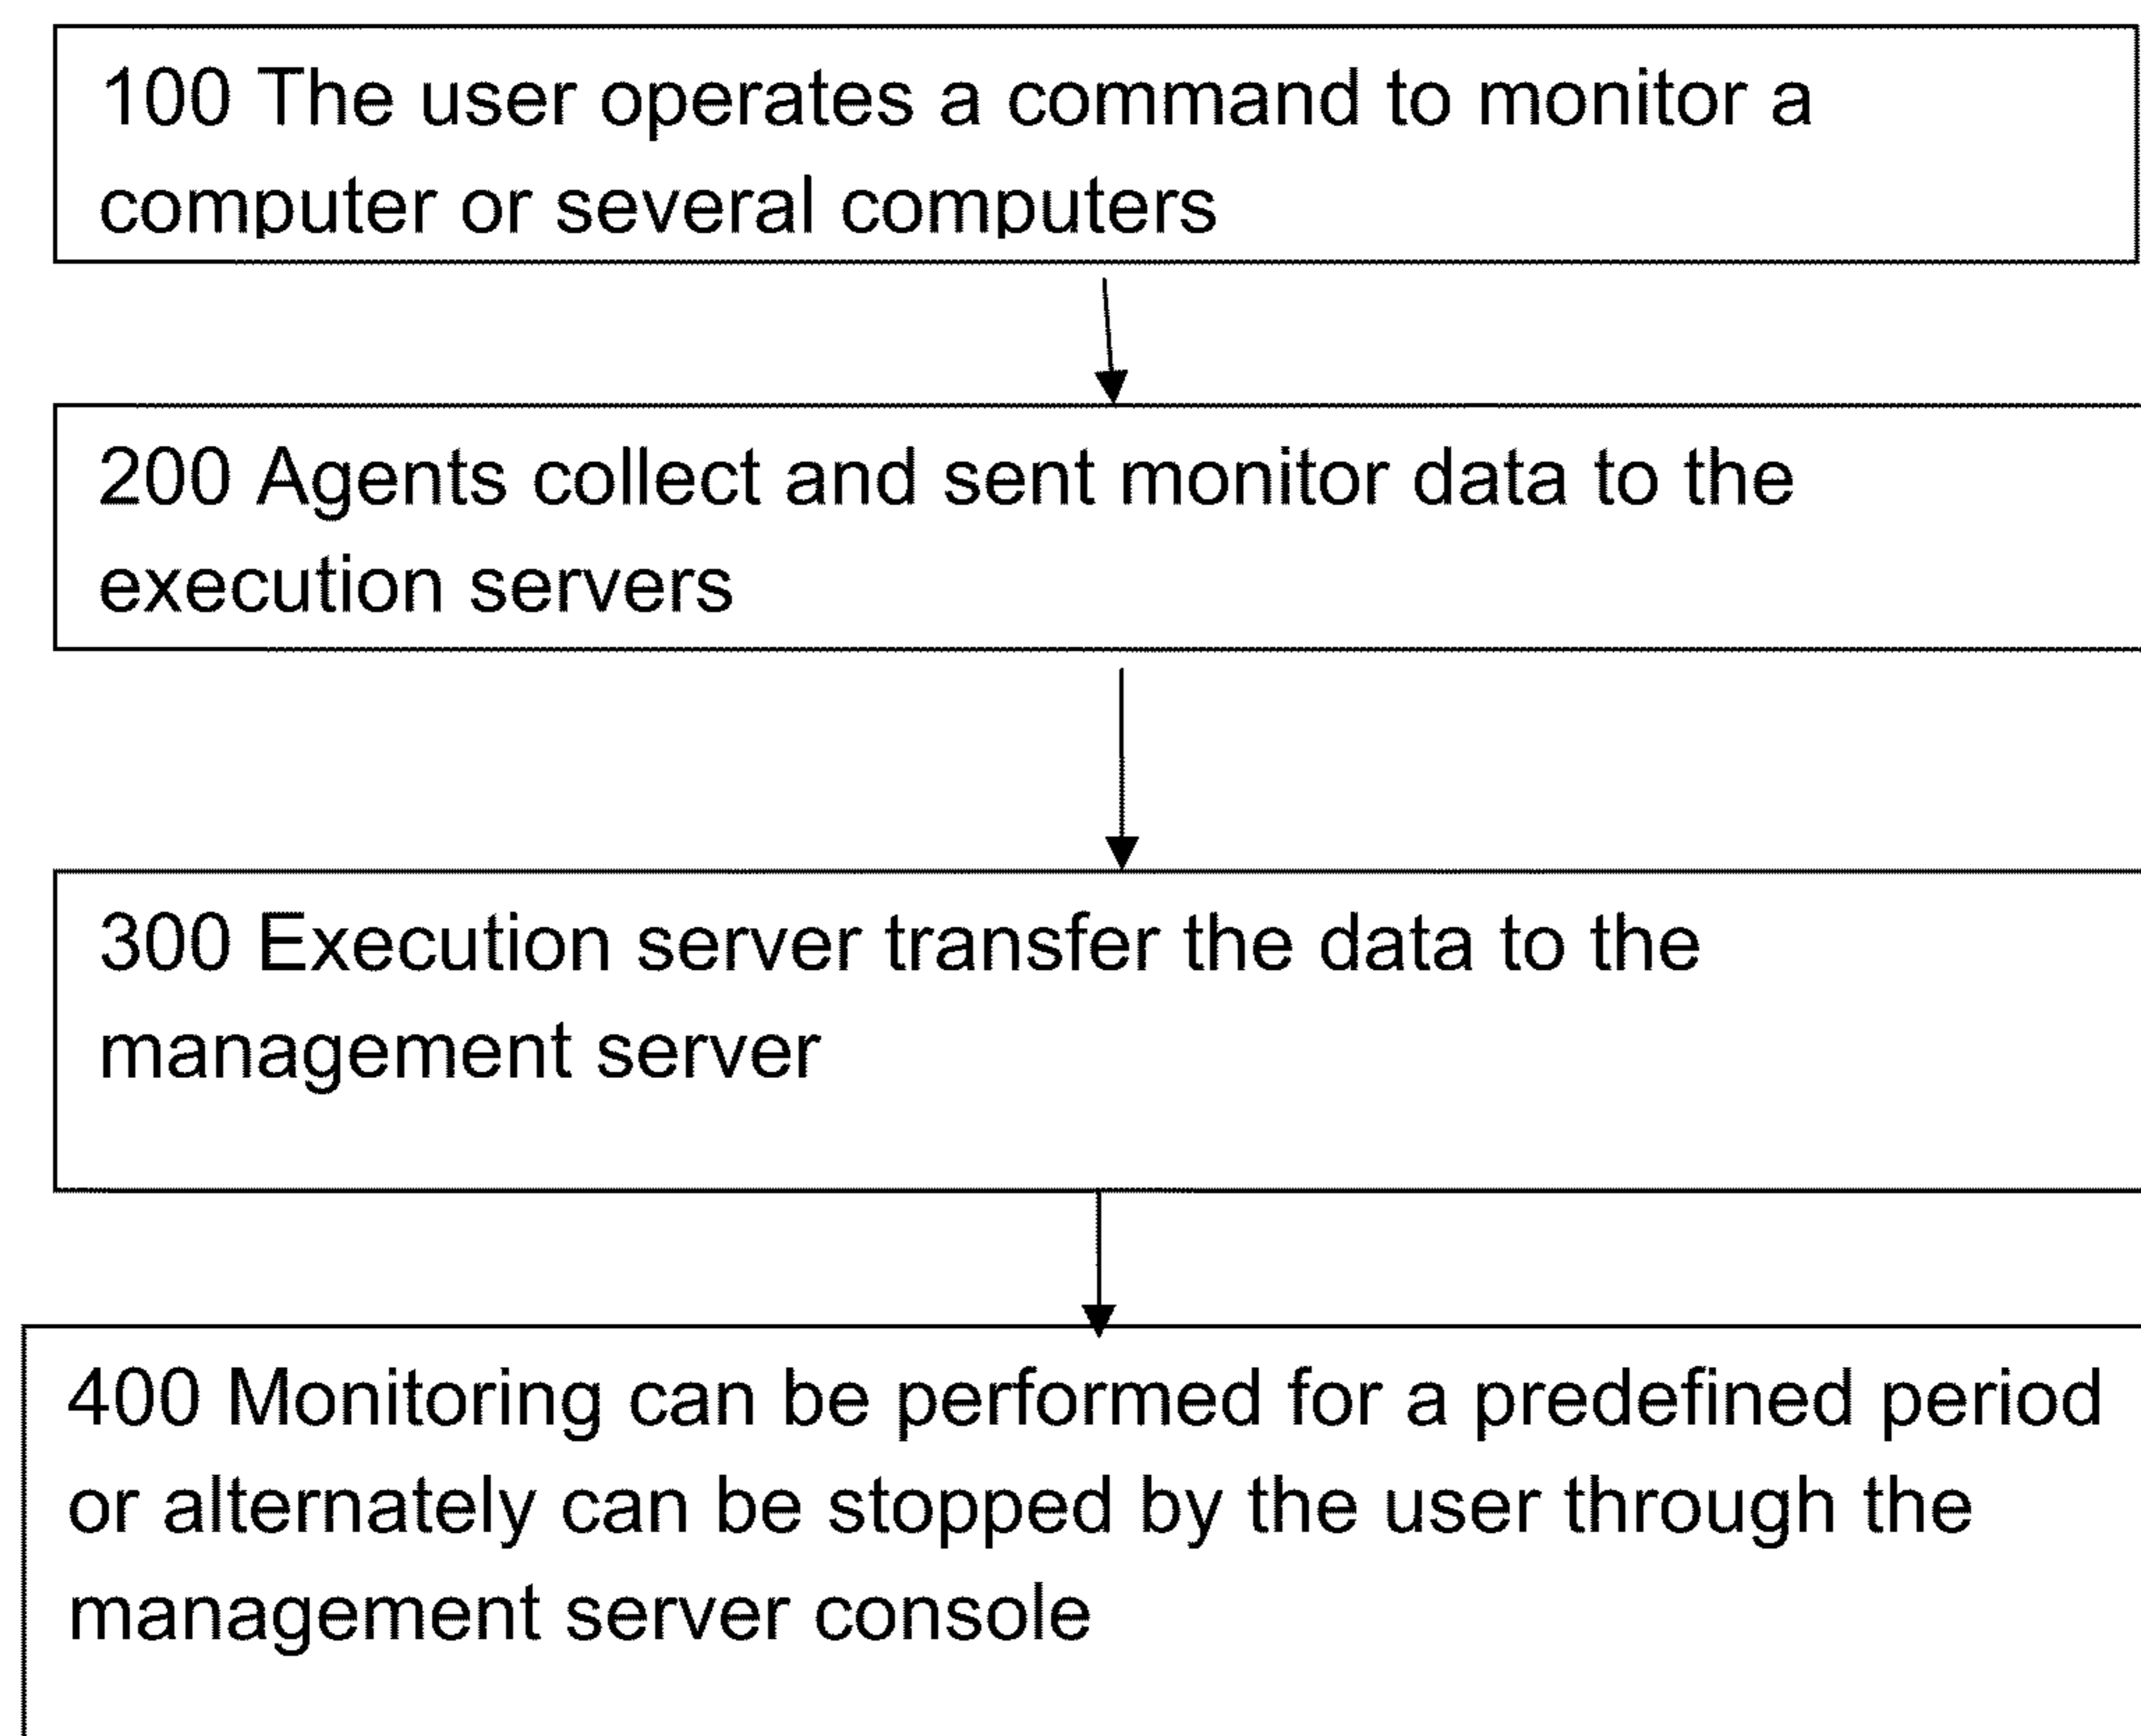 100 The user operates a command to monitor a
computer or several computers
200 Agents collect and sent monitor data to the
execution servers
300 Execution server transfer the data to the
management server
400 Monitoring can be performed for a predefined period
or alternately can be stopped by the user through the
management server console